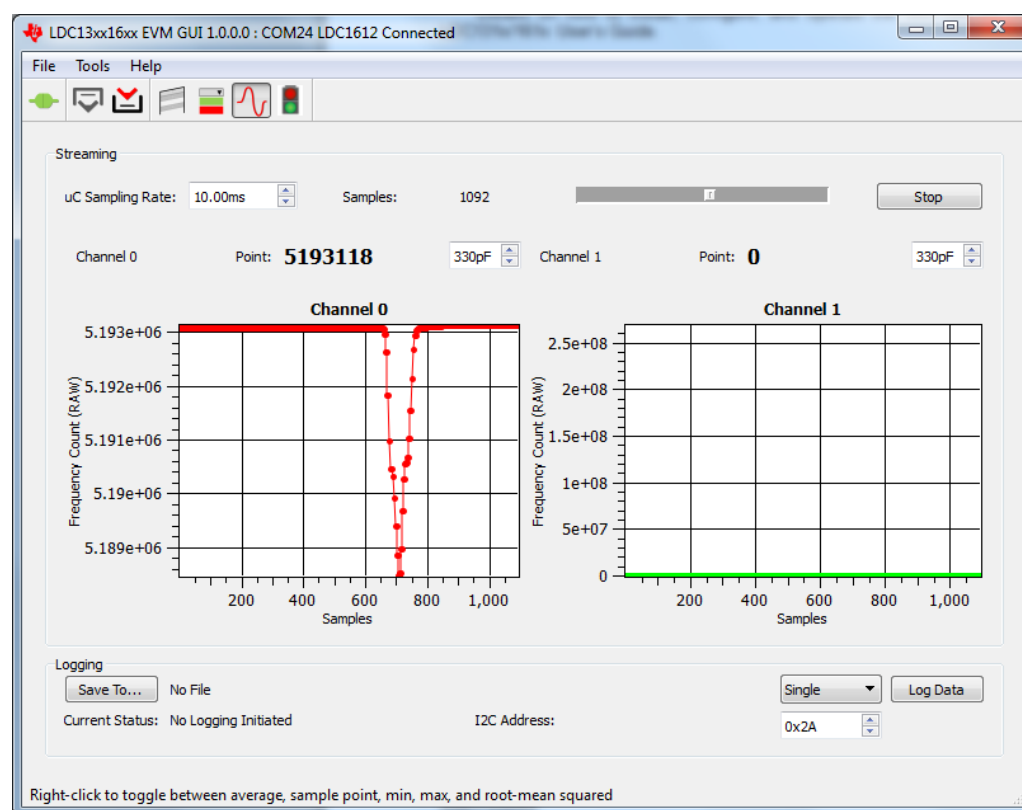 LDC13xx16xx EVM GUI 1.0.0.0 : COM24 LDC1612 Connected
File Tools Help
Streaming
uC Sampling Rate: 10.00ms Samples: 1092 Stop
Channel 0 Point: 5193118 330pF Channel 1 Point: 0 330pF
Channel 0
5.193e+06
5.192e+06
5.191e+06
5.19e+06
5.189e+06
Frequency Count (RAW)
200 400 600 800 1,000
Samples
Channel 1
2.5e+08
2e+08
1.5e+08
1e+08
5e+07
0
Frequency Count (RAW)
200 400 600 800 1,000
Samples
Logging
Save To... No File Single Log Data
Current Status: No Logging Initiated I2C Address: 0x2A
Right-click to toggle between average, sample point, min, max, and root-mean squared